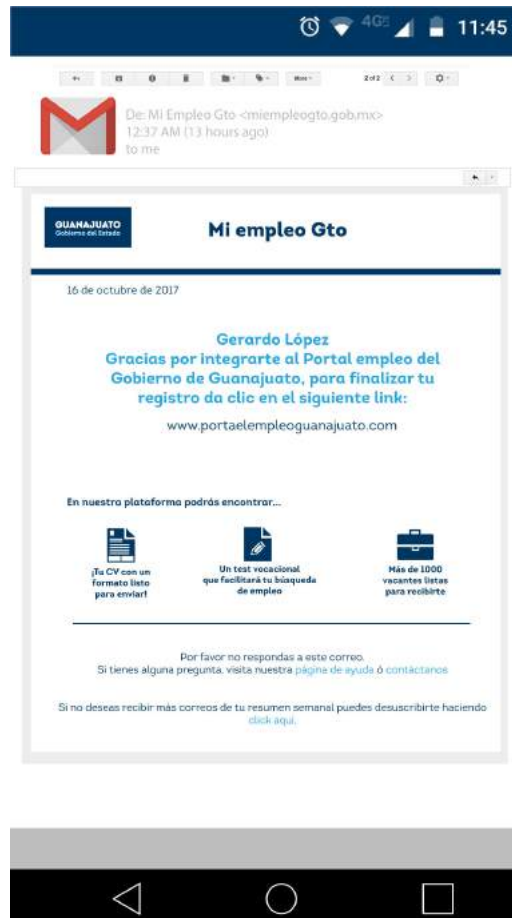 4G 11:45
More 2 of 2
De: Mi Empleo Gto <miempleogto.gob.mx>
12:37 AM (13 hours ago)
to me
GUANAJUATO
Gobierno del Estado
Mi empleo Gto
16 de octubre de 2017
Gerardo López
Gracias por integrarte al Portal empleo del
Gobierno de Guanajuato, para finalizar tu
registro da clic en el siguiente link:
www.portaelempleoguanajuato.com
En nuestra plataforma podrás encontrar...
¡Tu CV con un
formato listo
para enviar!
Un test vocacional
que facilitará tu búsqueda
de empleo
Más de 1000
vacantes listas
para recibirte
Por favor no respondas a este correo.
Si tienes alguna pregunta, visita nuestra página de ayuda ó contáctanos
Si no deseas recibir más correos de tu resumen semanal puedes desuscribirte haciendo
click aquí.